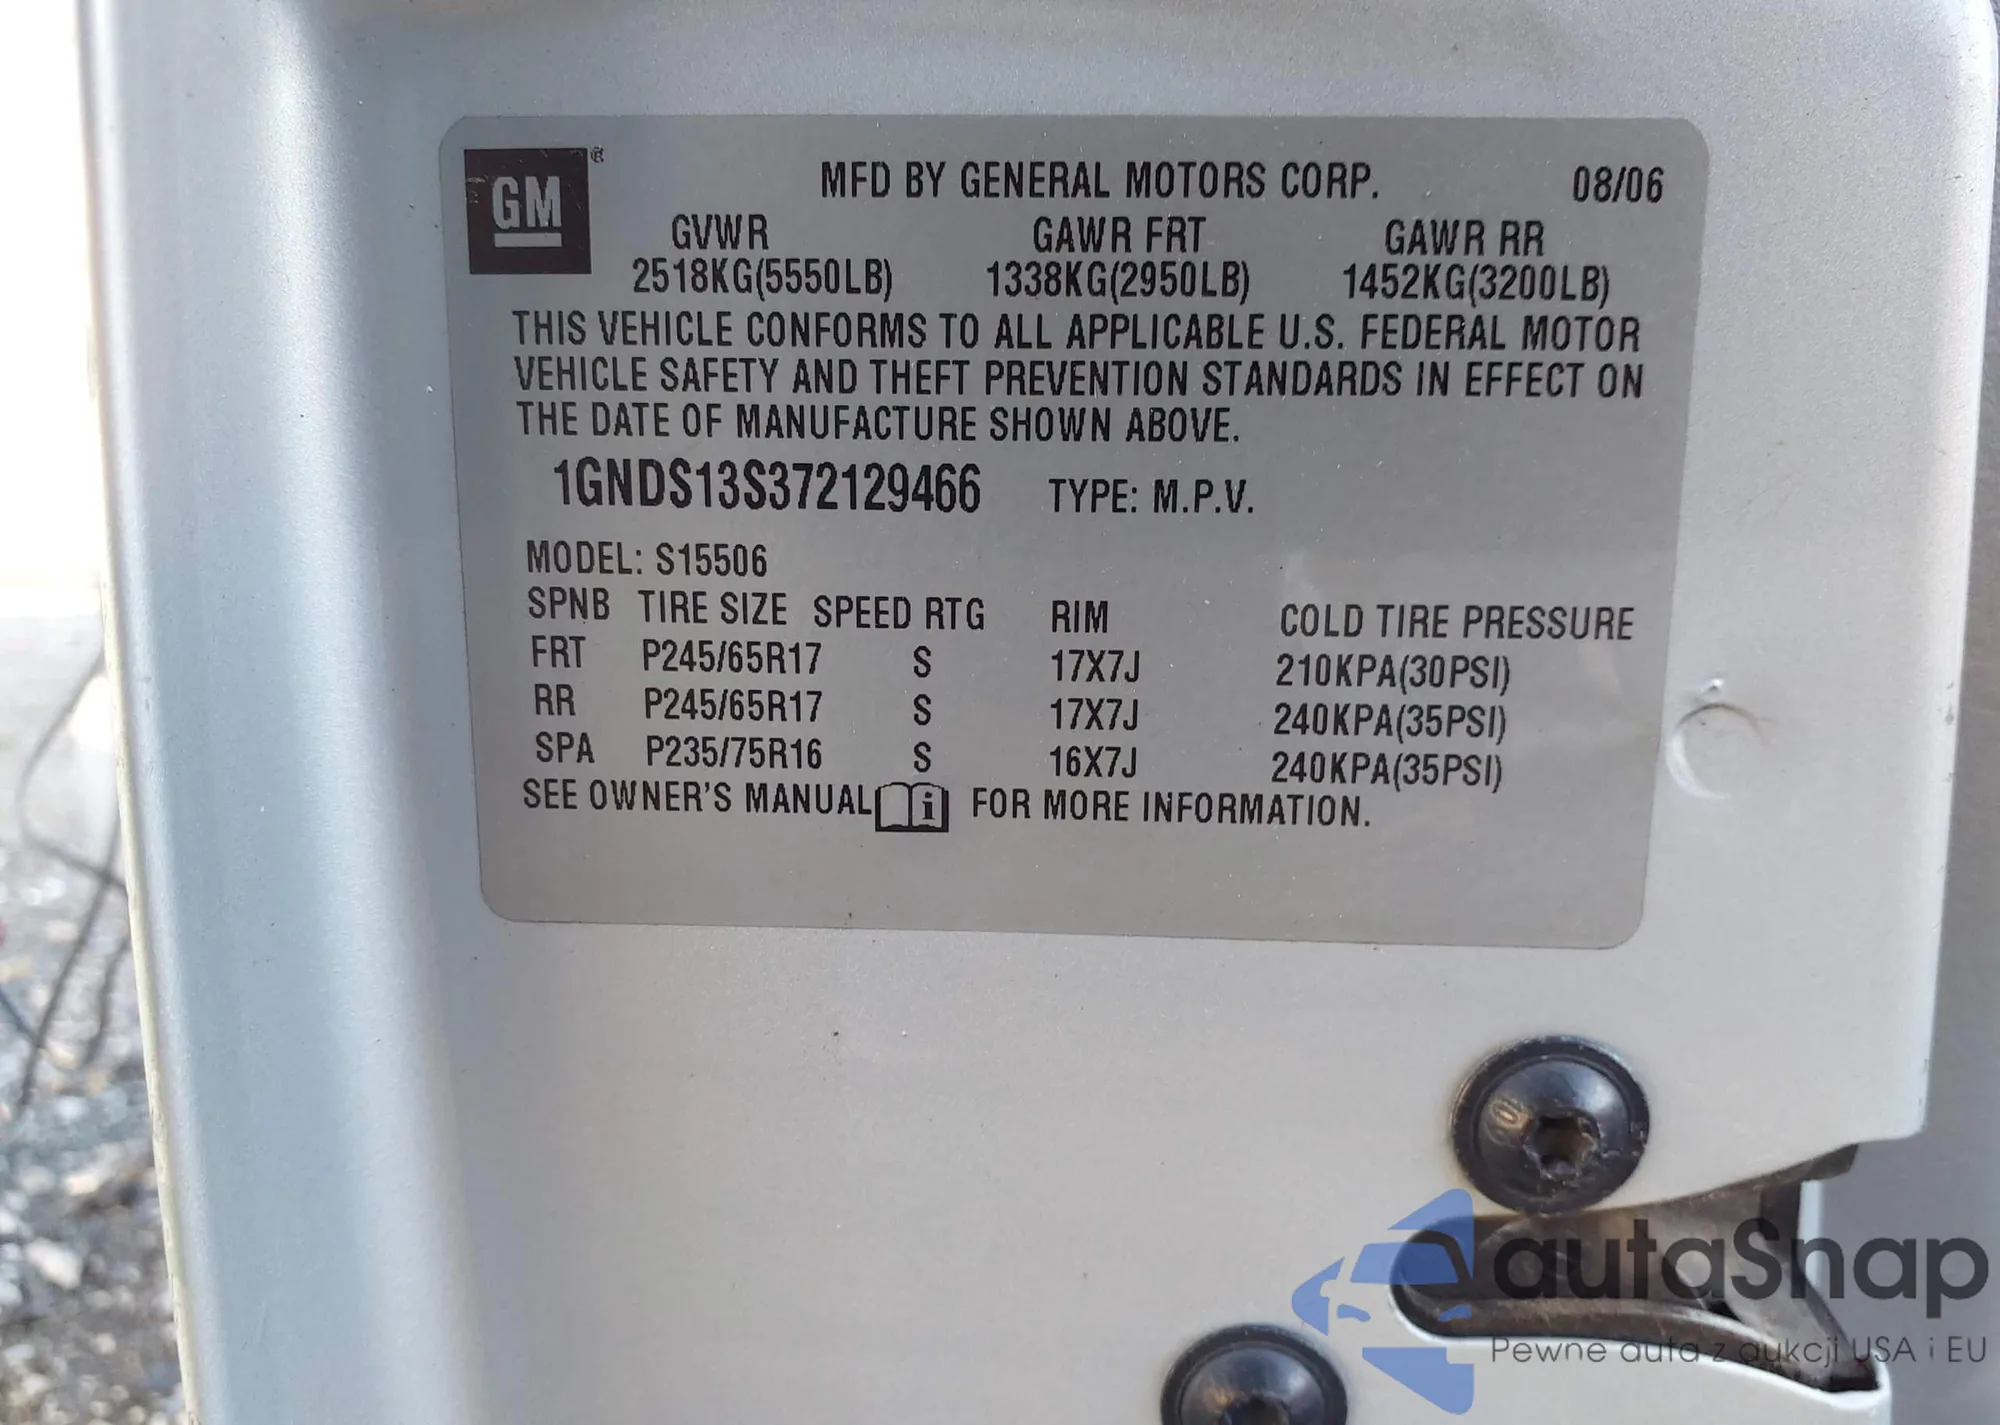 GM ®
MFD BY GENERAL MOTORS CORP. 08/06
GVWR GAWR FRT GAWR RR
2518KG(5550LB) 1338KG(2950LB) 1452KG(3200LB)
THIS VEHICLE CONFORMS TO ALL APPLICABLE U.S. FEDERAL MOTOR
VEHICLE SAFETY AND THEFT PREVENTION STANDARDS IN EFFECT ON
THE DATE OF MANUFACTURE SHOWN ABOVE.
1GNDS13S372129466 TYPE: M.P.V.
MODEL: S15506
SPNB TIRE SIZE SPEED RTG RIM COLD TIRE PRESSURE
FRT P245/65R17 S 17X7J 210KPA(30PSI)
RR P245/65R17 S 17X7J 240KPA(35PSI)
SPA P235/75R16 S 16X7J 240KPA(35PSI)
SEE OWNER'S MANUAL i FOR MORE INFORMATION.
autaSnap
Pewne auta z aukcji USA i EU